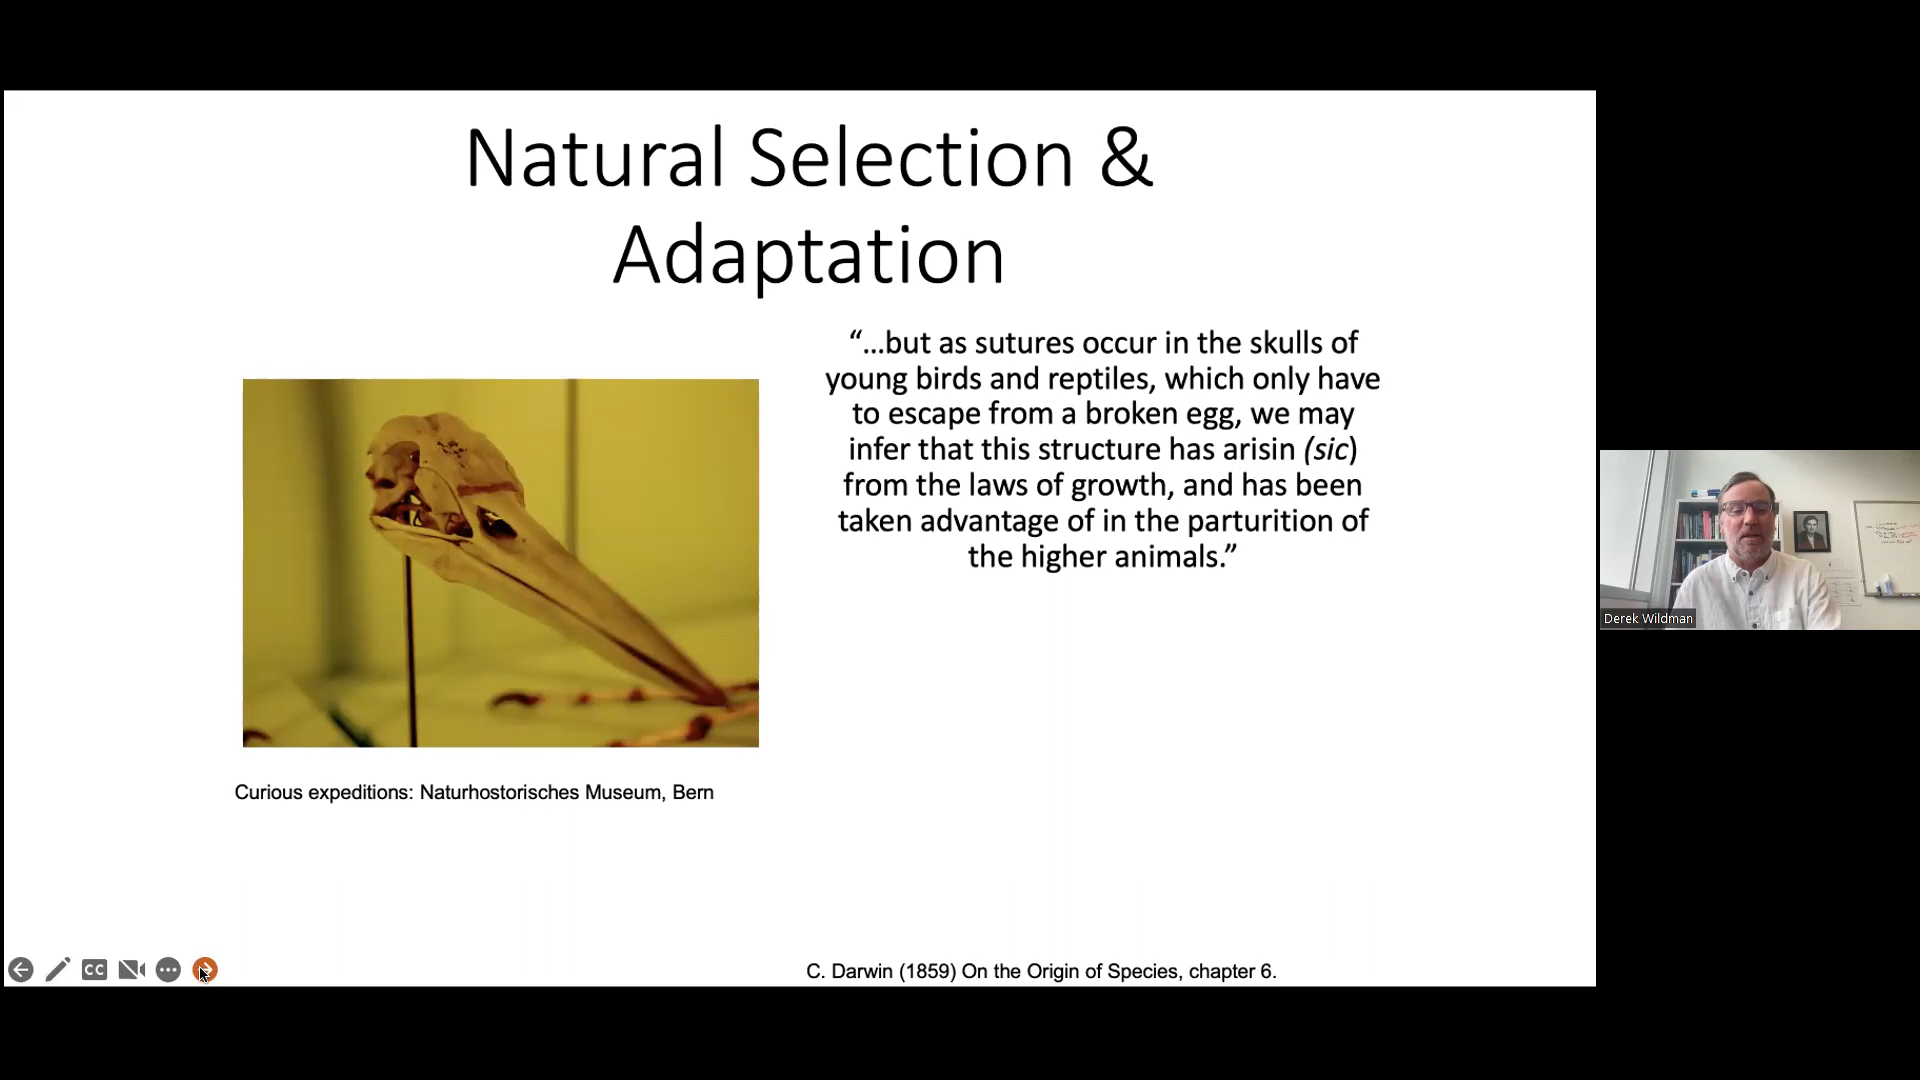 Natural Selection &
Adaptation
“...but as sutures occur in the skulls of
young birds and reptiles, which only have
to escape from a broken egg, we may
infer that this structure has arisin (sic)
from the laws of growth, and has been
taken advantage of in the parturition of
the higher animals.”
Curious expeditions: Naturhostorisches Museum, Bern
C. Darwin (1859) On the Origin of Species, chapter 6.
CC
Derek Wildman